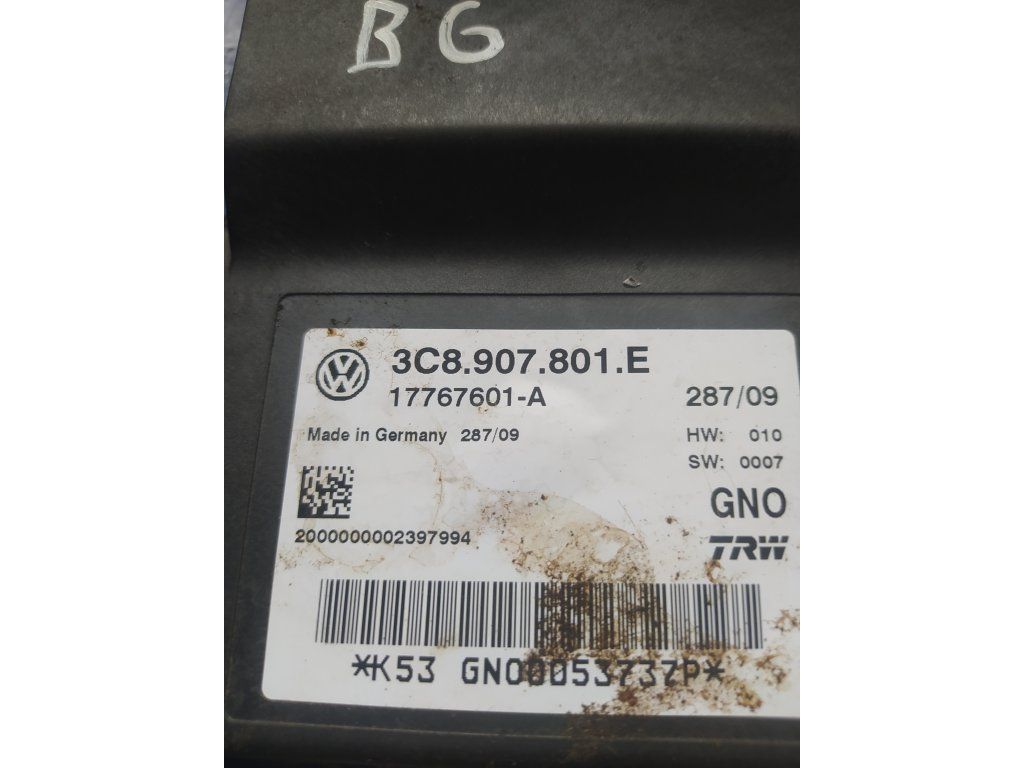 BG
3C8.907.801.E
17767601-A
287/09
Made in Germany 287/09
HW: 010
SW: 0007
GNO
2000000002397994
TRW
*K53 GNO0053737P*